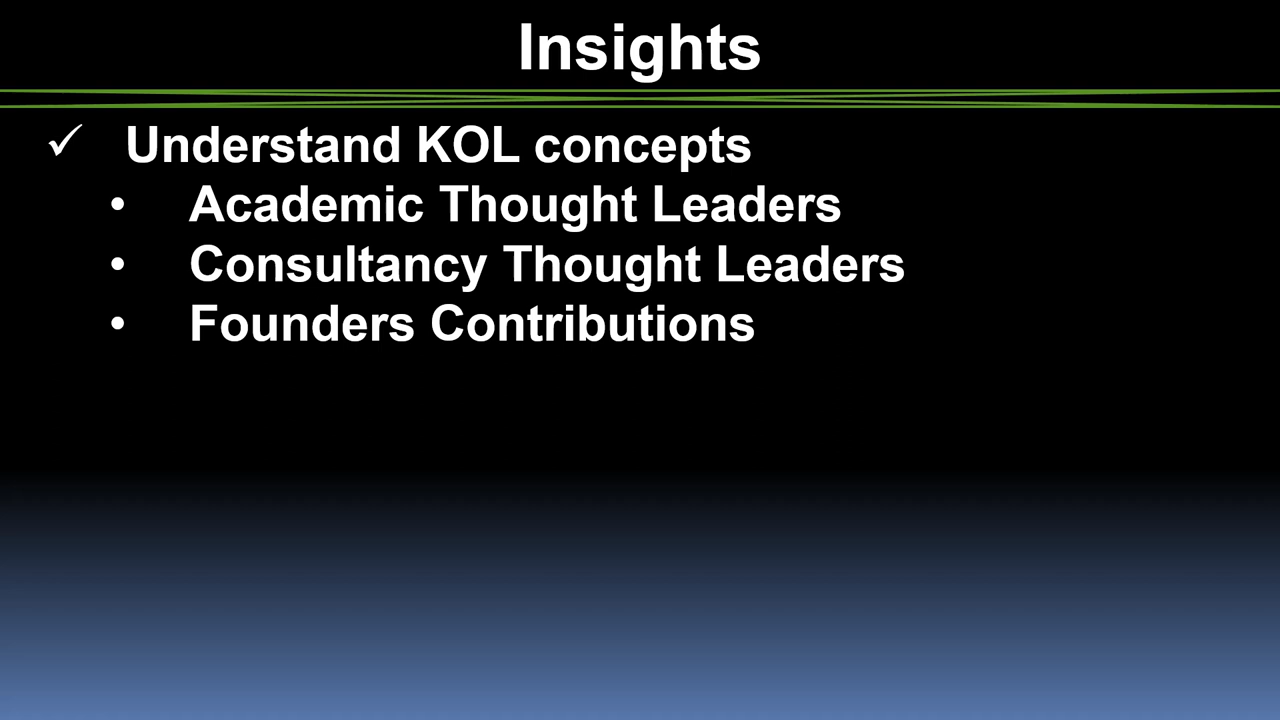 Insights
✓ Understand KOL concepts
• Academic Thought Leaders
• Consultancy Thought Leaders
• Founders Contributions